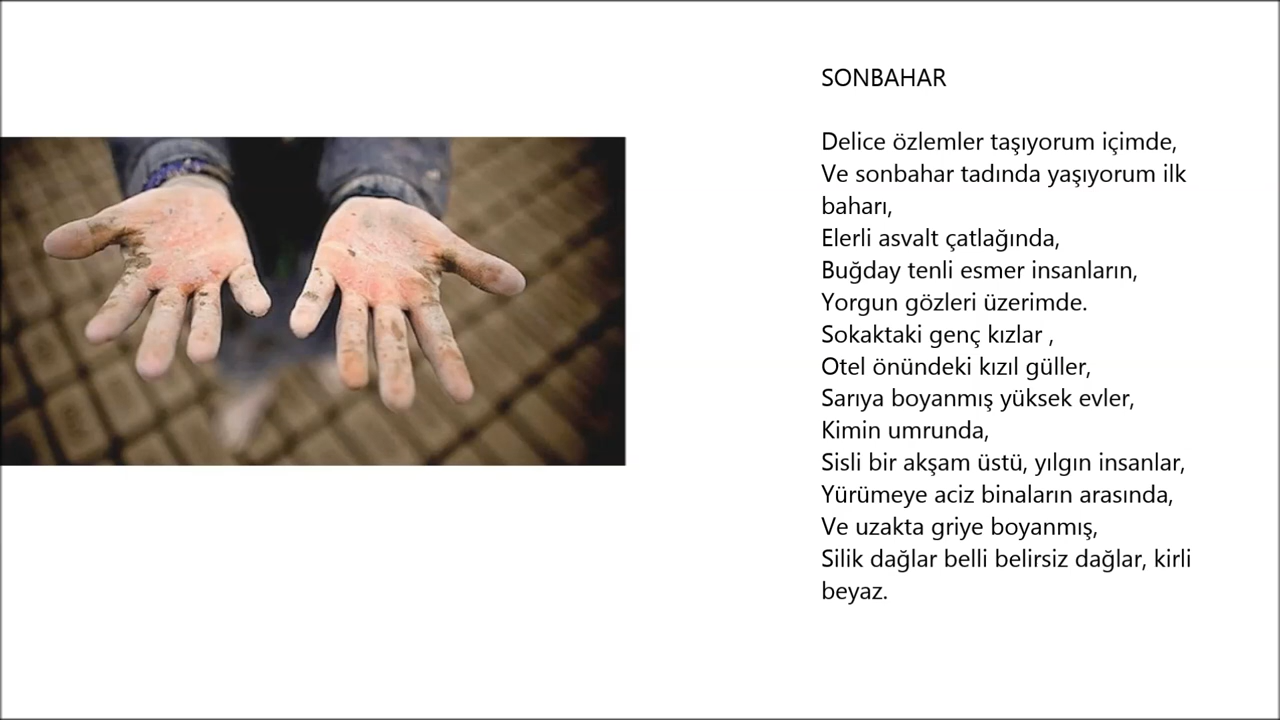 SONBAHAR
Delice özlemler taşıyorum içimde,
Ve sonbahar tadında yaşıyorum ilk
baharı,
Elerli asvalt çatlağında,
Buğday tenli esmer insanların,
Yorgun gözleri üzerimde.
Sokaktaki genç kızlar ,
Otel önündeki kızıl güller,
Sarıya boyanmış yüksek evler,
Kimin umrunda,
Sisli bir akşam üstü, yılgın insanlar,
Yürümeye aciz binaların arasında,
Ve uzakta griye boyanmış,
Silik dağlar belli belirsiz dağlar, kirli
beyaz.